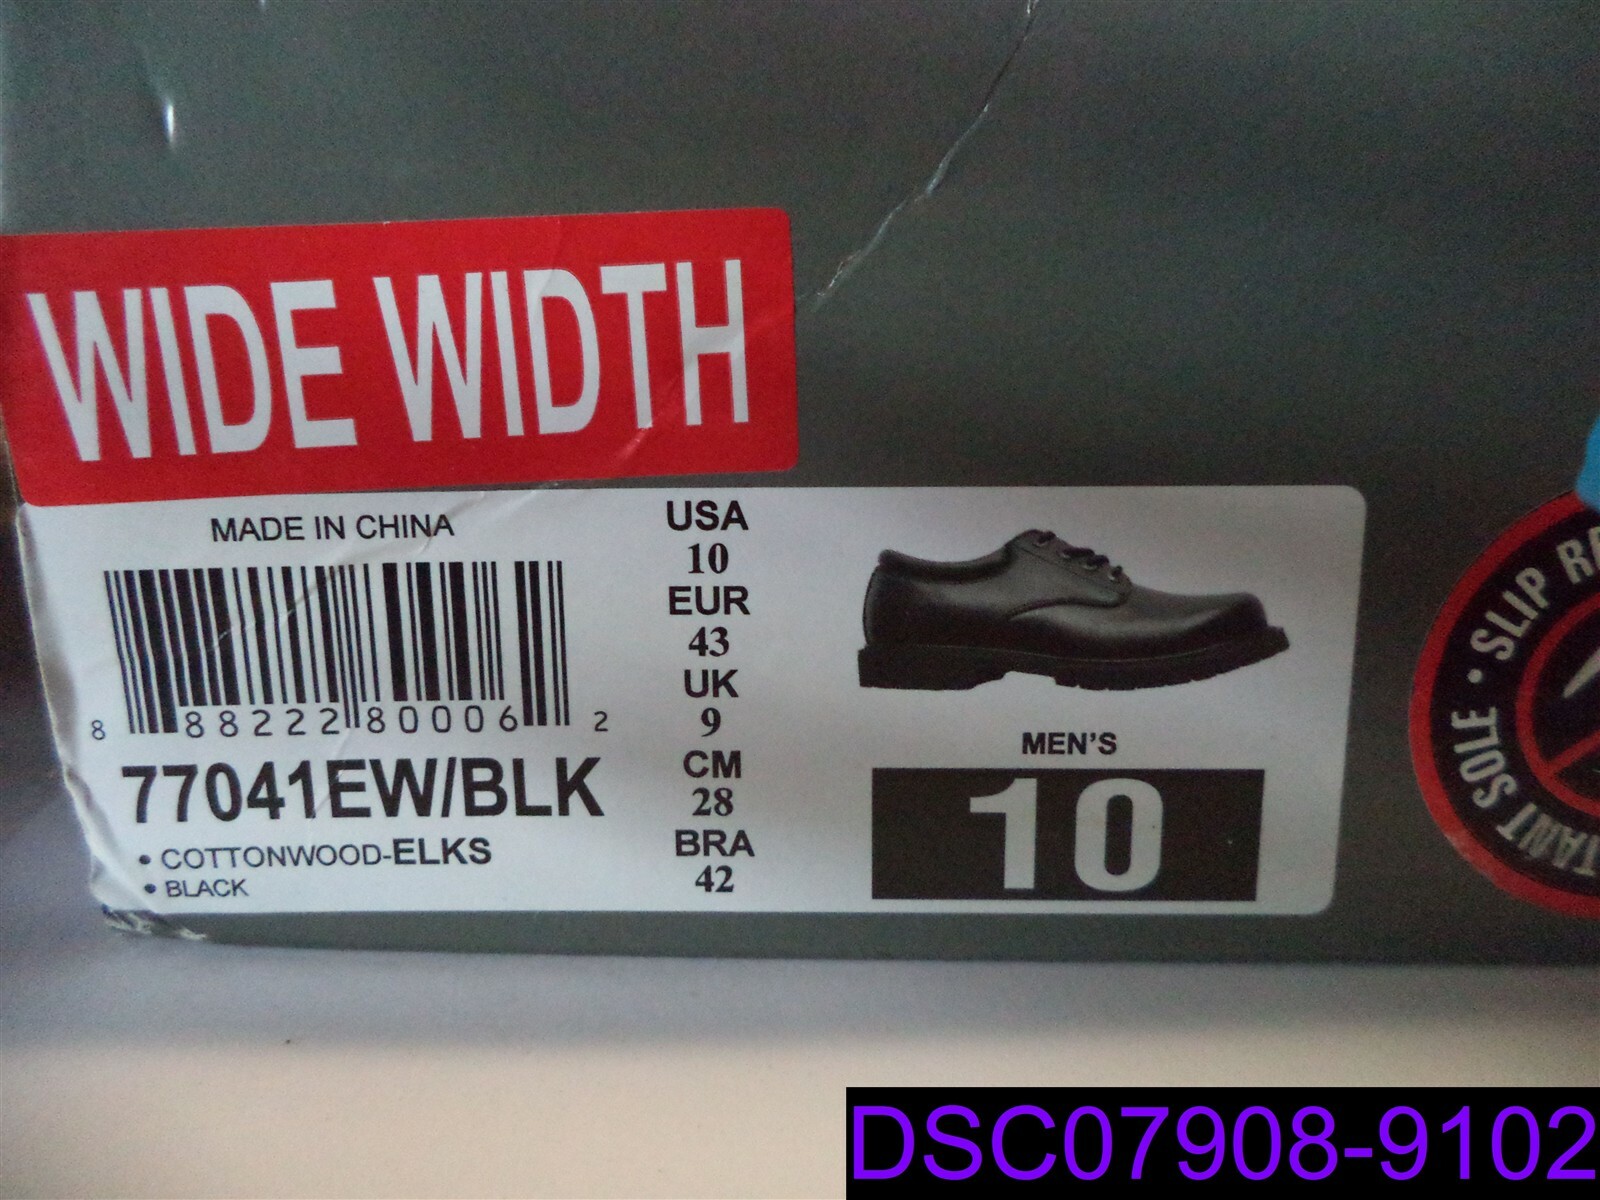 WIDE WIDTH
MADE IN CHINA
8 88222 80006 2
77041EW/BLK
• COTTONWOOD-ELKS
• BLACK
USA
10
EUR
43
UK
9
CM
28
BRA
42
MEN'S
10
SOLE • SLIP
DSC07908-9102